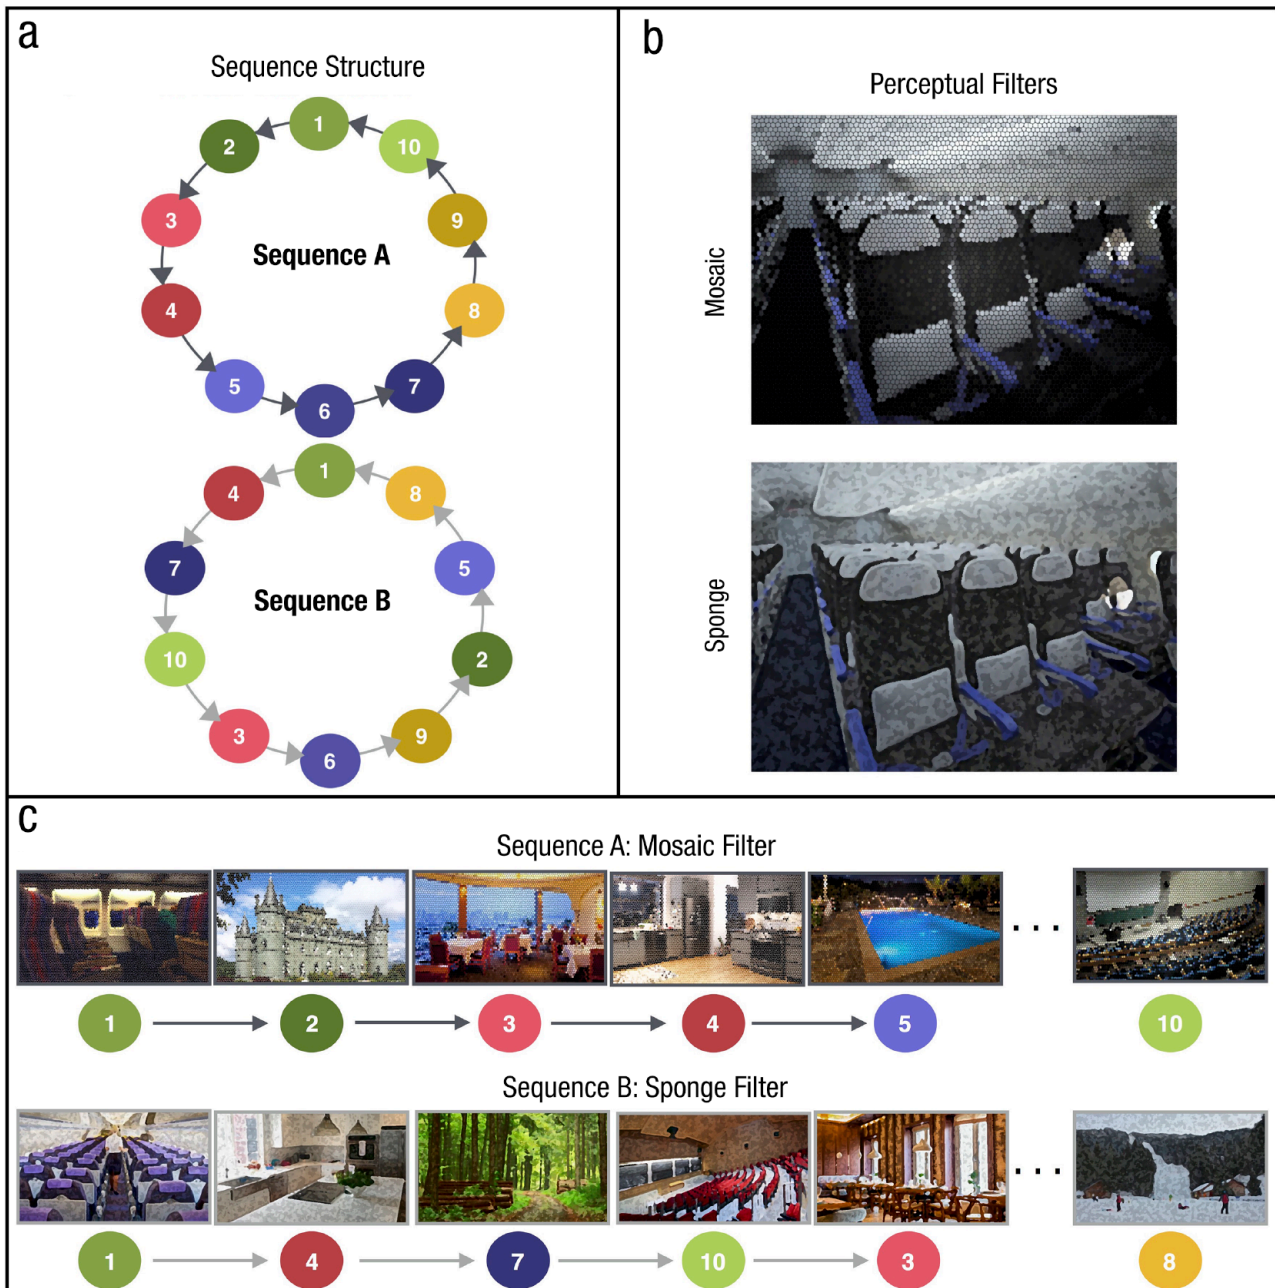 a
Sequence Structure
1
2
10
3
9
Sequence A
4
8
5
7
6
1
4
8
7
5
Sequence B
10
2
3
9
6
b
Perceptual Filters
Mosaic
Sponge
c
Sequence A: Mosaic Filter
...
1 2 3 4 5 10
Sequence B: Sponge Filter
...
1 4 7 10 3 8